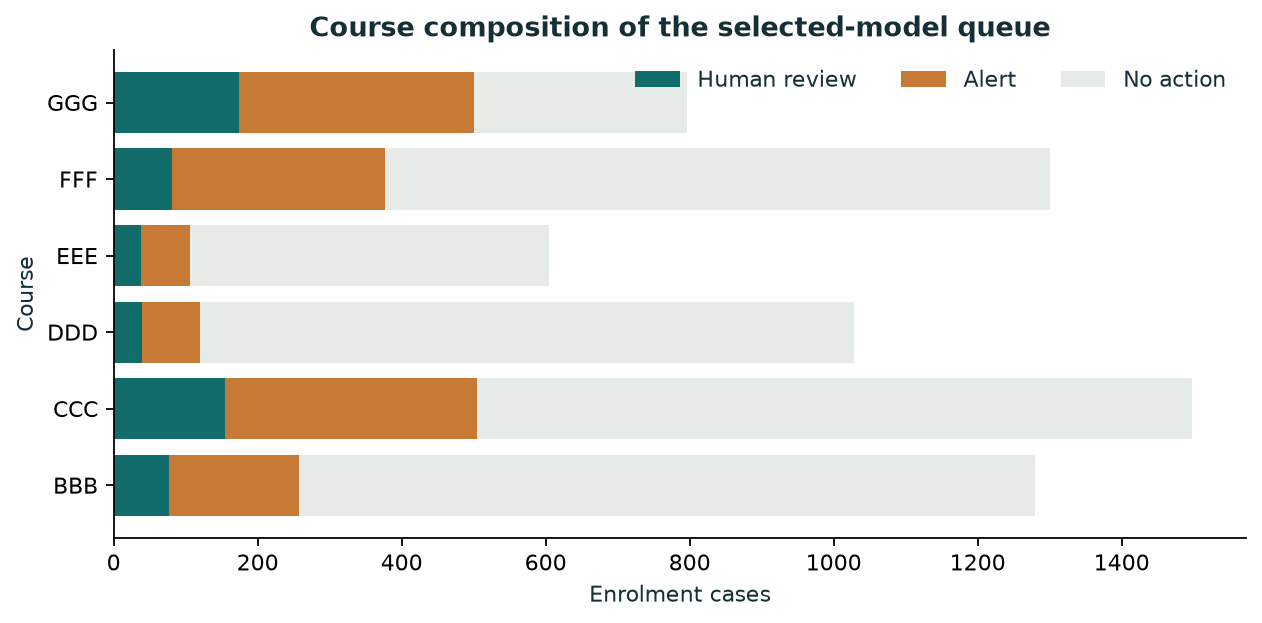 Course composition of the selected-model queue
Human review Alert No action
GGG
FFF
EEE
DDD
CCC
BBB
Course
0 200 400 600 800 1000 1200 1400
Enrolment cases